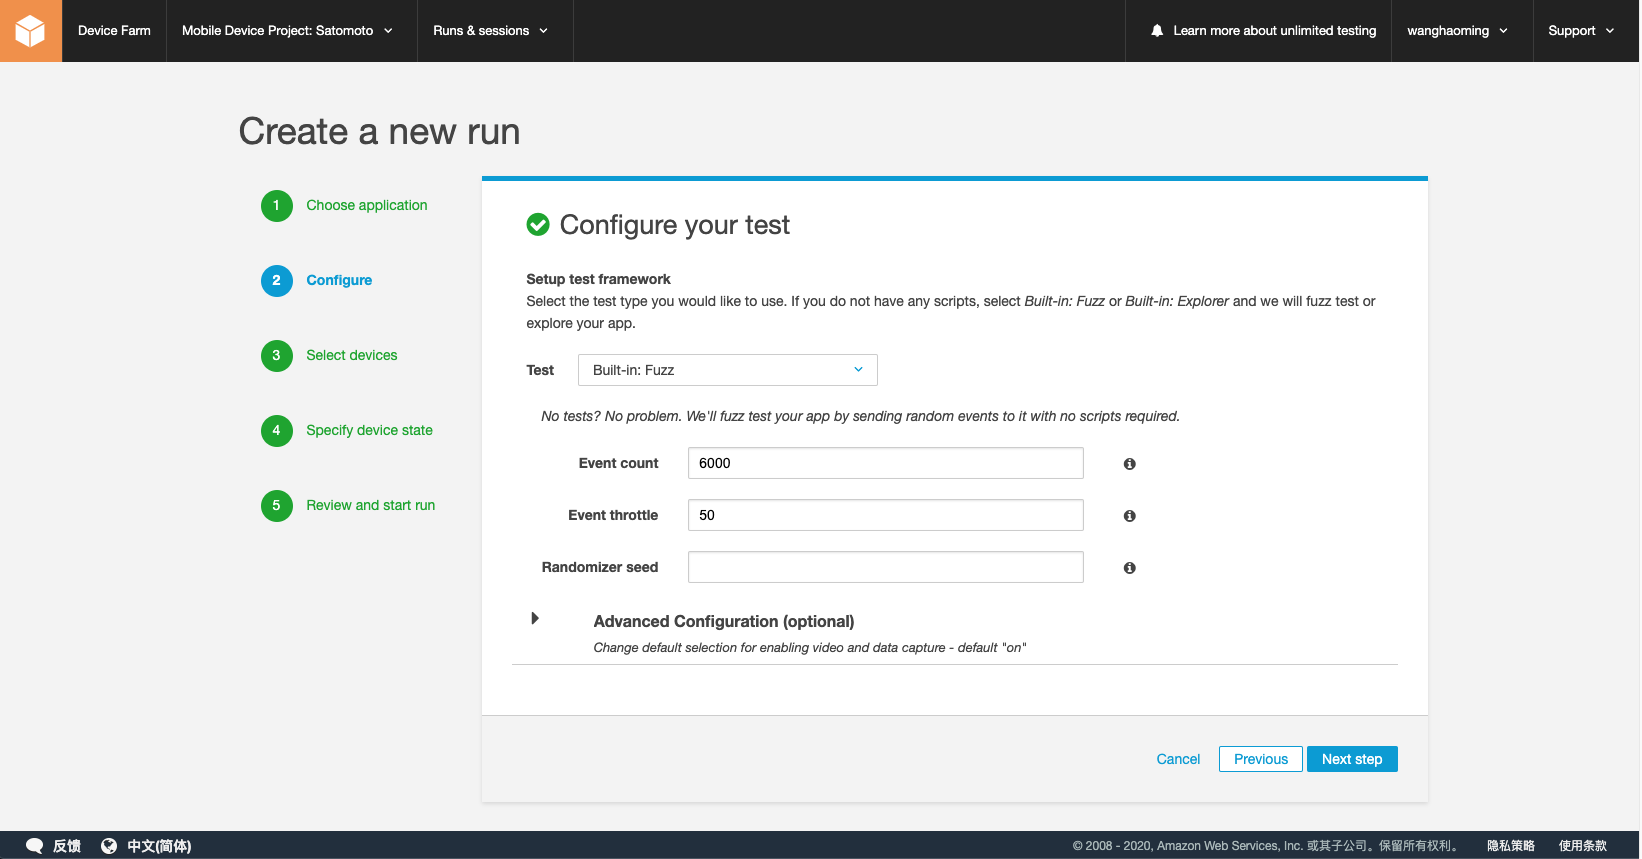 Device Farm
Mobile Device Project: Satomoto
Runs & sessions
Learn more about unlimited testing
wanghaoming
Support
Create a new run
1 Choose application
2 Configure
3 Select devices
4 Specify device state
5 Review and start run
Configure your test
Setup test framework
Select the test type you would like to use. If you do not have any scripts, select Built-in: Fuzz or Built-in: Explorer and we will fuzz test or
explore your app.
Test Built-in: Fuzz
No tests? No problem. We'll fuzz test your app by sending random events to it with no scripts required.
Event count 6000
Event throttle 50
Randomizer seed
Advanced Configuration (optional)
Change default selection for enabling video and data capture - default "on"
Cancel Previous Next step
反馈 中文(简体)
© 2008 - 2020, Amazon Web Services, Inc. 或其子公司。保留所有权利。 隐私策略 使用条款